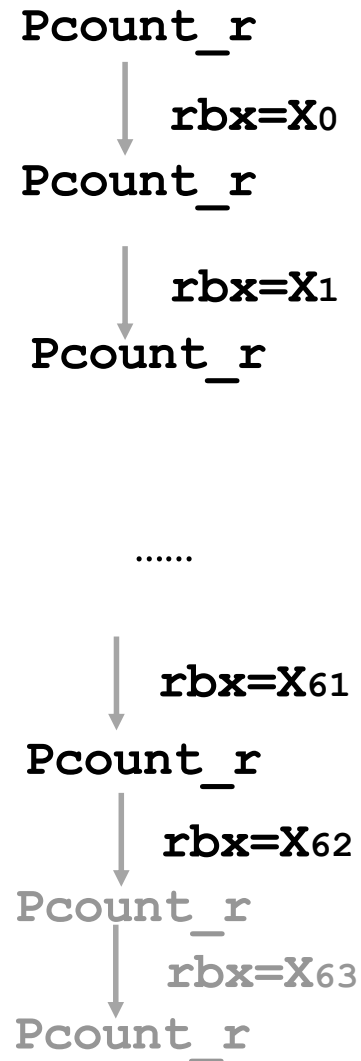 Pcount_r
rbx=X0
Pcount_r
rbx=X1
Pcount_r
......
rbx=X61
Pcount_r
rbx=X62
Pcount_r
rbx=X63
Pcount_r